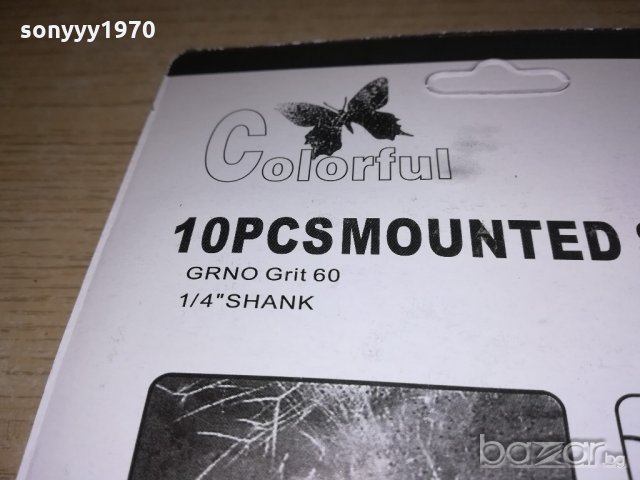 sonyyy1970
Colorful
10PCSMOUNTED
GRNO Grit 60
1/4"SHANK
bazar.bg